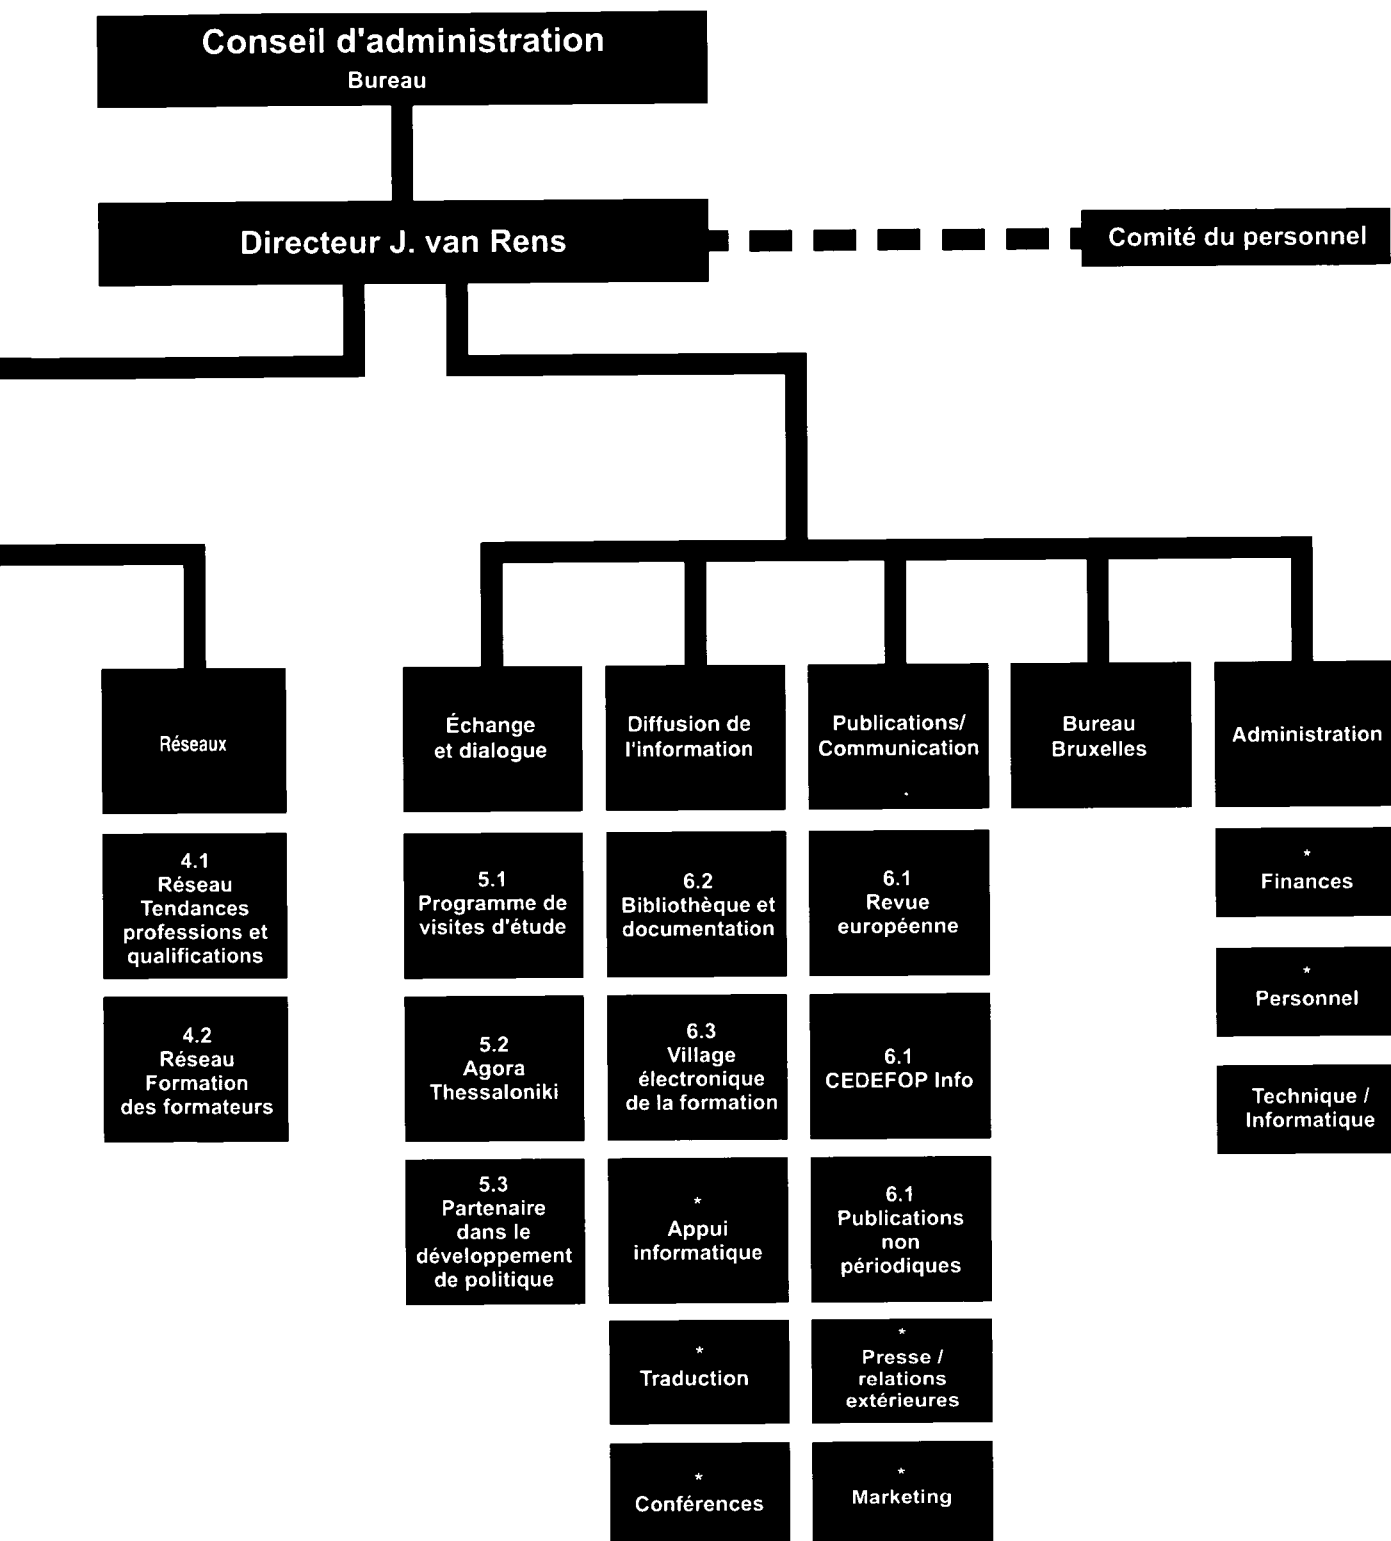 Conseil d'administration
Bureau
Directeur J. van Rens
Comité du personnel
Réseaux
4.1
Réseau
Tendances
professions et
qualifications
4.2
Réseau
Formation
des formateurs
Échange
et dialogue
5.1
Programme de
visites d'étude
5.2
Agora
Thessaloniki
5.3
Partenaire
dans le
développement
de politique
Diffusion de
l'information
6.2
Bibliothèque et
documentation
6.3
Village
électronique
de la formation
*
Appui
informatique
*
Traduction
*
Conférences
Publications/
Communication
6.1
Revue
européenne
6.1
CEDEFOP Info
6.1
Publications
non
périodiques
*
Presse /
relations
extérieures
*
Marketing
Bureau
Bruxelles
Administration
*
Finances
*
Personnel
Technique /
Informatique